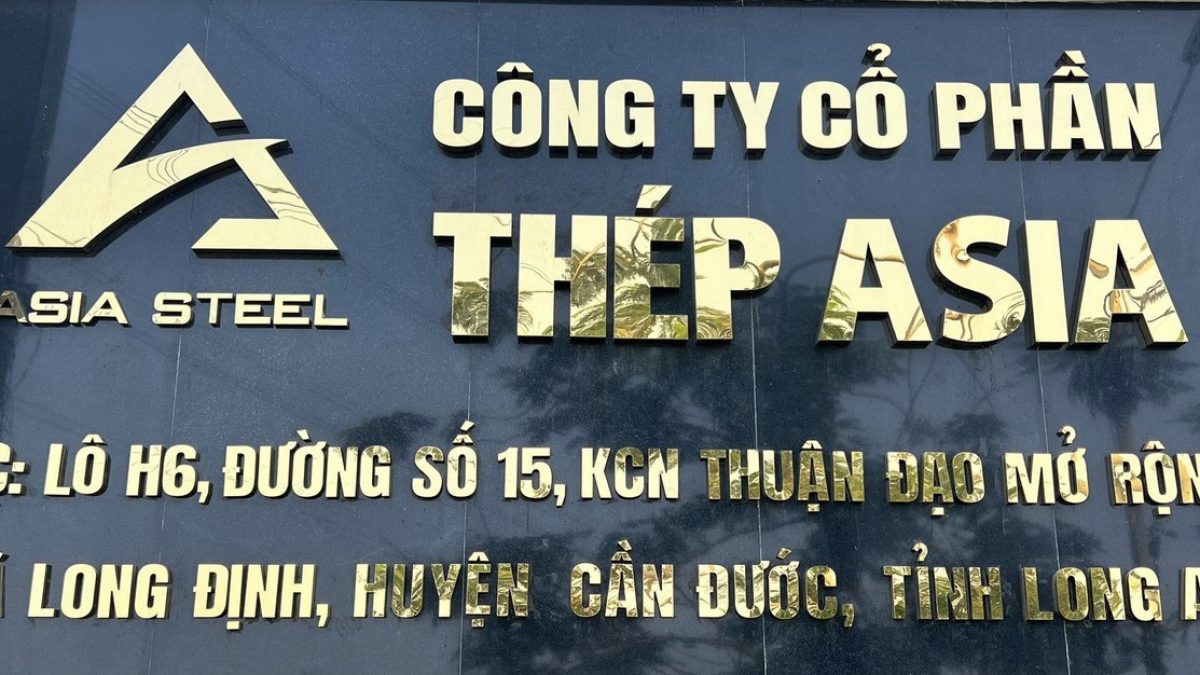 CÔNG TY CỔ PHẦN
THÉP ASIA
ASIA STEEL
C: LÔ H6, ĐƯỜNG SỐ 15, KCN THUẬN ĐẠO MỞ RỘN
LONG ĐỊNH, HUYỆN CẦN ĐƯỚC, TỈNH LONG A